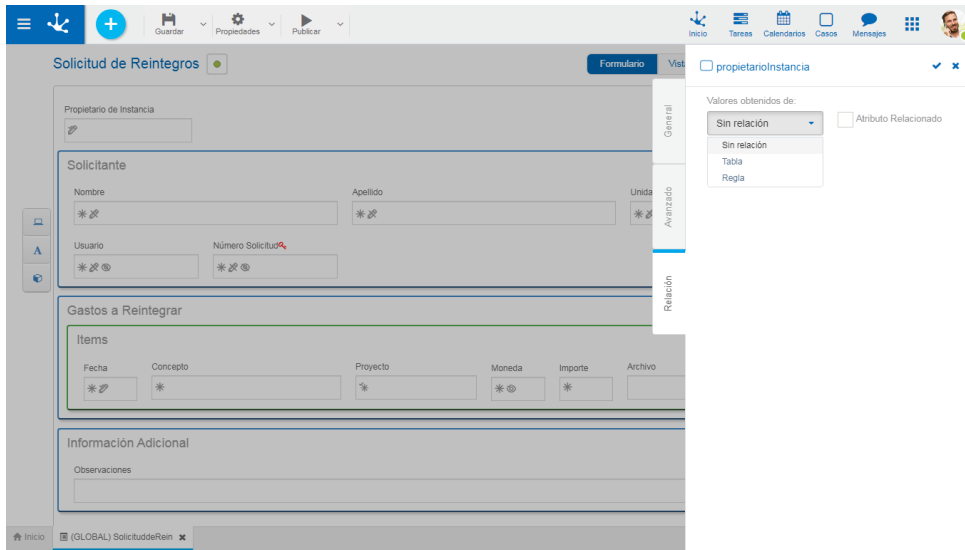 Guardar
Propiedades
Publicar
Inicio
Tareas
Calendarios
Casos
Mensajes
Solicitud de Reintegros
Formulario
Vist
propietarioInstancia
Valores obtenidos de:
Sin relación
Atributo Relacionado
Sin relación
Tabla
Regla
General
Avanzado
Relación
Propietario de Instancia
Solicitante
Nombre
Apellido
Unida
Usuario
Número Solicitud
Gastos a Reintegrar
Items
Fecha
Concepto
Proyecto
Moneda
Importe
Archivo
Información Adicional
Observaciones
Inicio
(GLOBAL) SolicituddeRein